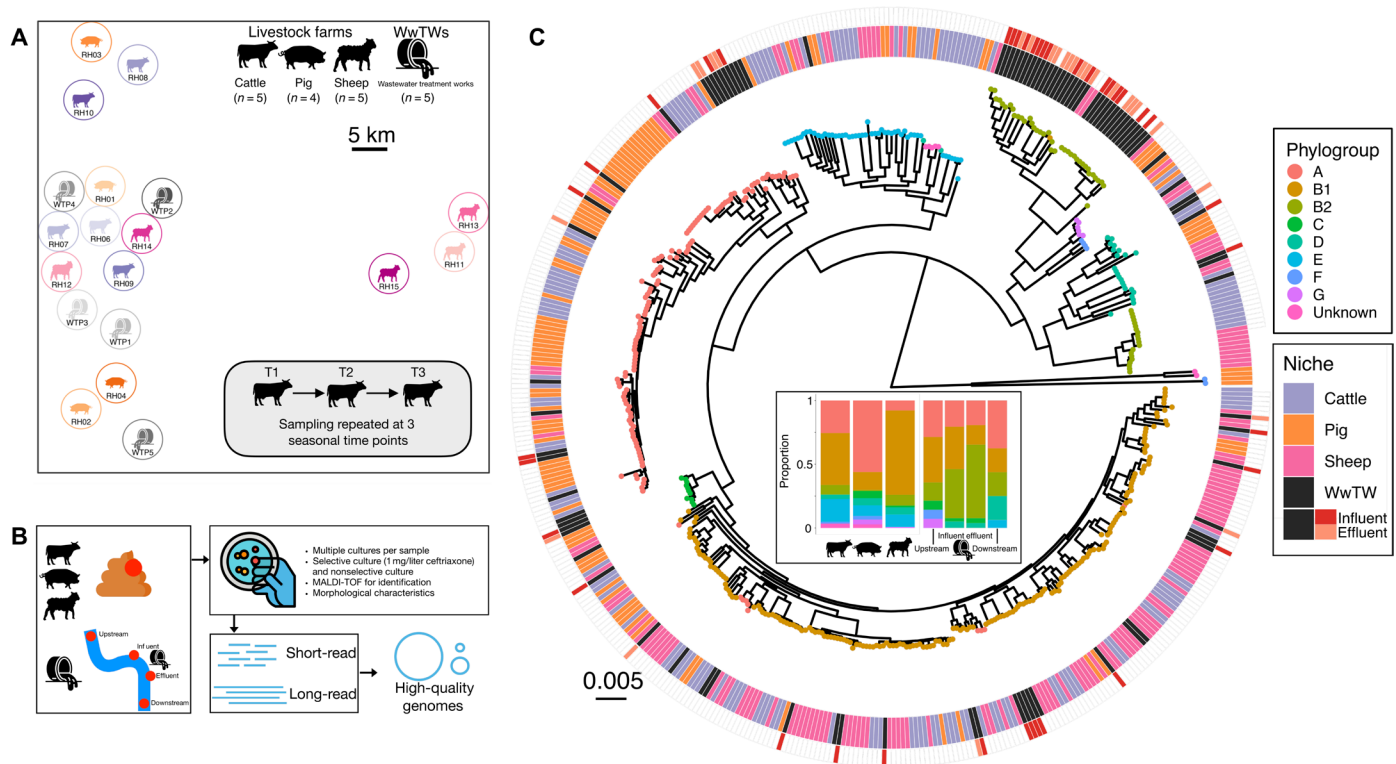 A
RH03
RH08
RH10
Livestock farms
WwTWs
Cattle
Pig
Sheep
Wastewater treatment works
(n = 5)
(n = 4)
(n = 5)
(n = 5)
5 km
WTP4
RH01
WTP2
RH07
RH06
RH14
RH13
RH11
RH12
RH09
RH15
WTP3
WTP1
RH04
RH02
WTP5
T1
T2
T3
Sampling repeated at 3
seasonal time points
B
Upstream
Influent
Effluent
Downstream
• Multiple cultures per sample
• Selective culture (1 mg/liter ceftriaxone)
and nonselective culture
• MALDI-TOF for identification
• Morphological characteristics
Short-read
Long-read
High-quality
genomes
C
0.005
Proportion
1
0.5
0
Influent effluent
Upstream
Downstream
Phylogroup
A
B1
B2
C
D
E
F
G
Unknown
Niche
Cattle
Pig
Sheep
WwTW
Influent
Effluent